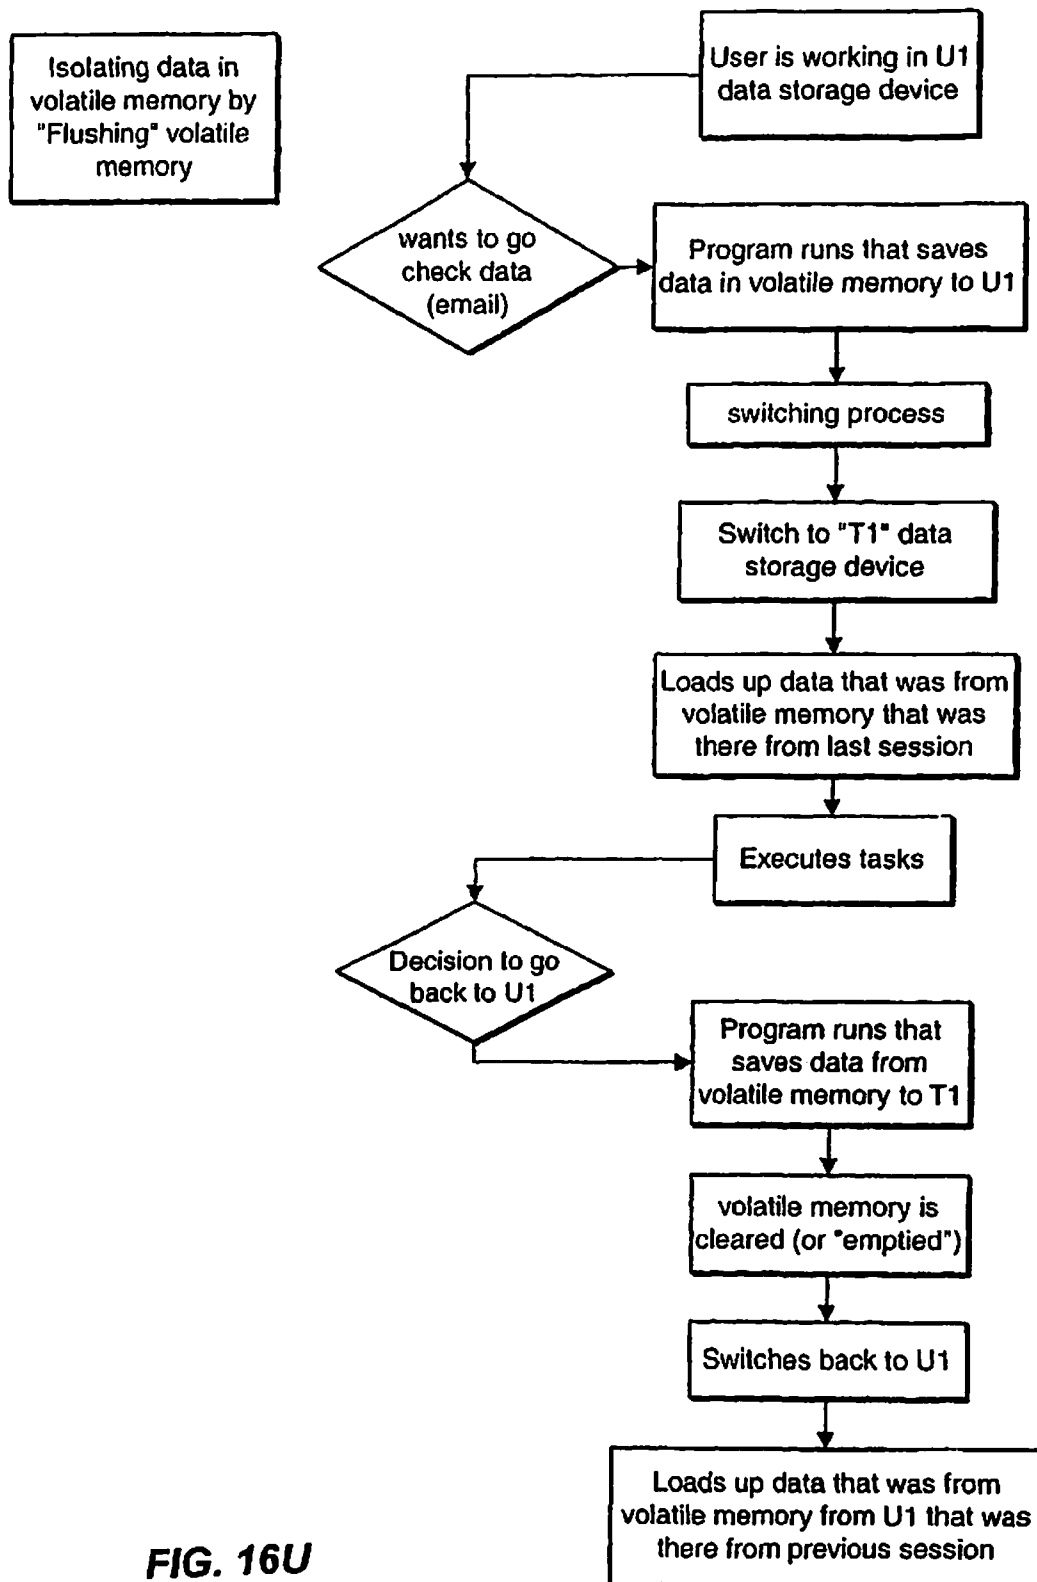 Isolating data in
volatile memory by
"Flushing" volatile
memory
User is working in U1
data storage device
wants to go
check data
(email)
Program runs that saves
data in volatile memory to U1
switching process
Switch to "T1" data
storage device
Loads up data that was from
volatile memory that was
there from last session
Executes tasks
Decision to go
back to U1
Program runs that
saves data from
volatile memory to T1
volatile memory is
cleared (or "emptied")
Switches back to U1
Loads up data that was from
volatile memory from U1 that was
there from previous session
FIG. 16U